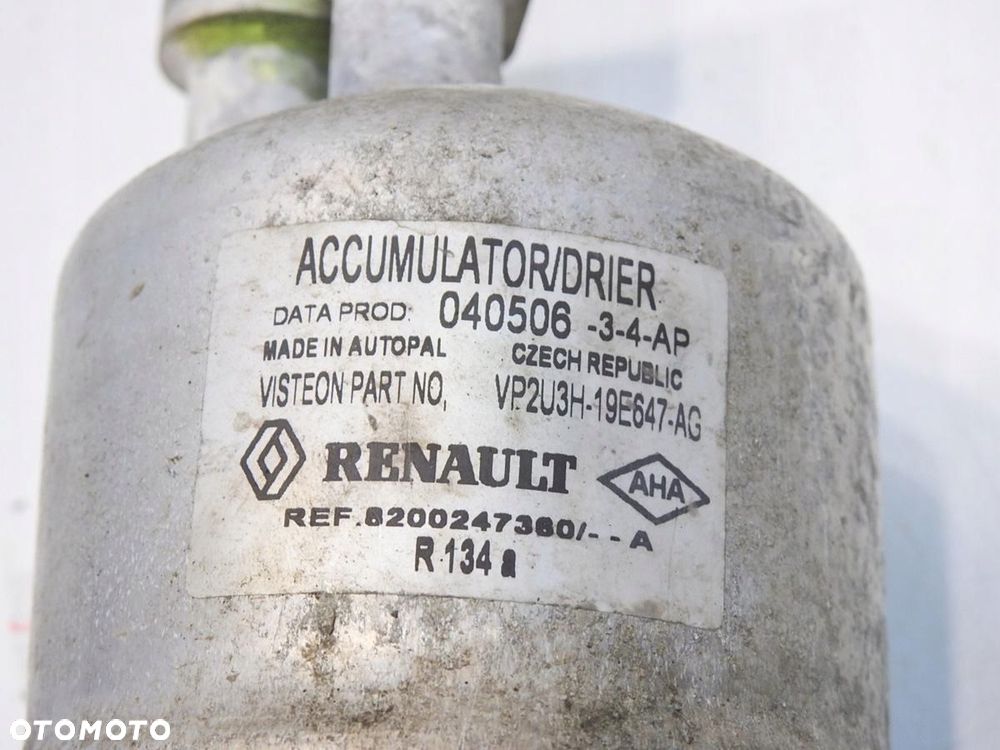 ACCUMULATOR/DRIER
DATA PROD: 040506 -3-4-AP
MADE IN AUTOPAL CZECH REPUBLIC
VISTEON PART NO, VP2U3H-19E647-AG
RENAULT AHA
REF.8200247360/--A
R 134 a
OTOMOTO